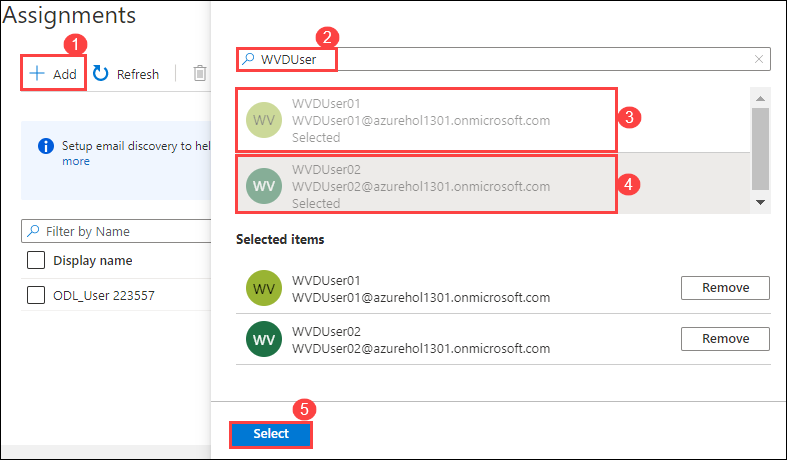 Assignments
1
Add
Refresh
Setup email discovery to hel
more
Filter by Name
Display name
ODL_User 223557
2
WVDUser
WV
WVDUser01
WVDUser01@azurehol1301.onmicrosoft.com
Selected
3
WV
WVDUser02
WVDUser02@azurehol1301.onmicrosoft.com
Selected
4
Selected items
WV
WVDUser01
WVDUser01@azurehol1301.onmicrosoft.com
Remove
WV
WVDUser02
WVDUser02@azurehol1301.onmicrosoft.com
Remove
5
Select